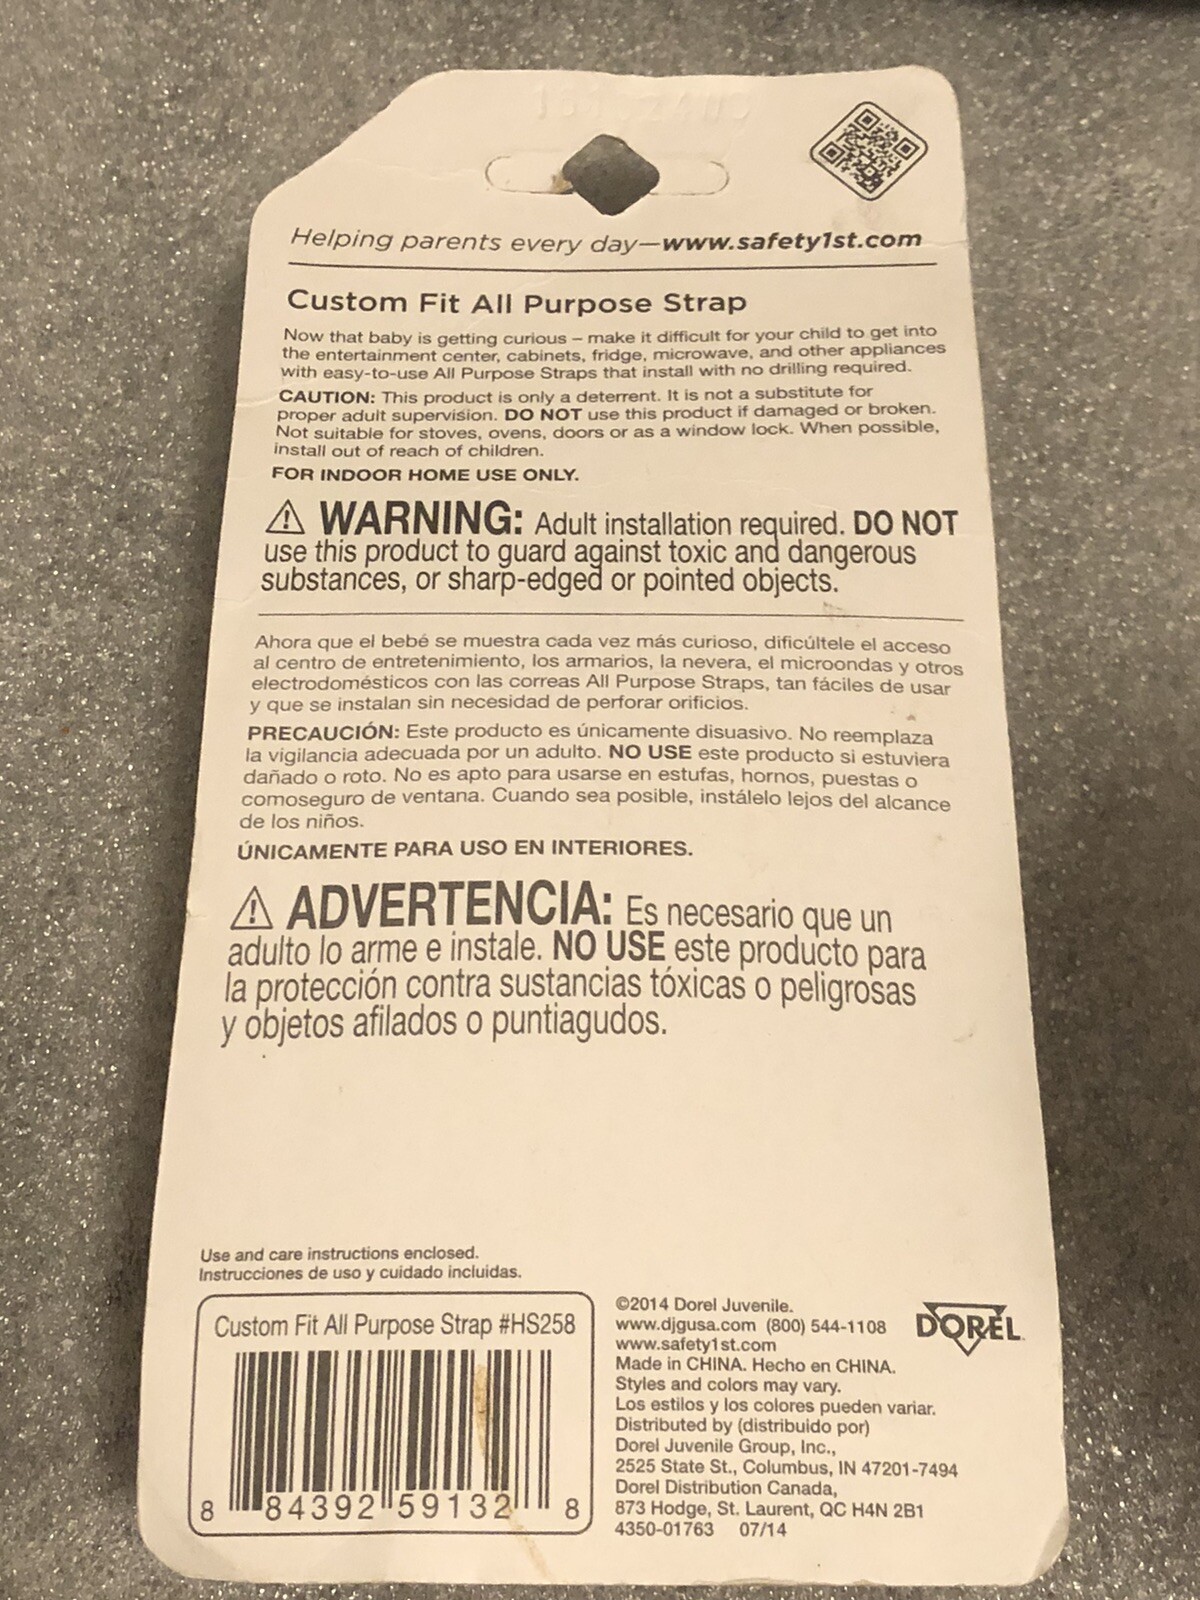 Helping parents every day—www.safety1st.com
Custom Fit All Purpose Strap
Now that baby is getting curious – make it difficult for your child to get into
the entertainment center, cabinets, fridge, microwave, and other appliances
with easy-to-use All Purpose Straps that install with no drilling required.
CAUTION: This product is only a deterrent. It is not a substitute for
proper adult supervision. DO NOT use this product if damaged or broken.
Not suitable for stoves, ovens, doors or as a window lock. When possible,
install out of reach of children.
FOR INDOOR HOME USE ONLY.
WARNING: Adult installation required. DO NOT
use this product to guard against toxic and dangerous
substances, or sharp-edged or pointed objects.
Ahora que el bebé se muestra cada vez más curioso, dificúltele el acceso
al centro de entretenimiento, los armarios, la nevera, el microondas y otros
electrodomésticos con las correas All Purpose Straps, tan fáciles de usar
y que se instalan sin necesidad de perforar orificios.
PRECAUCIÓN: Este producto es únicamente disuasivo. No reemplaza
la vigilancia adecuada por un adulto. NO USE este producto si estuviera
dañado o roto. No es apto para usarse en estufas, hornos, puestas o
comoseguro de ventana. Cuando sea posible, instálelo lejos del alcance
de los niños.
ÚNICAMENTE PARA USO EN INTERIORES.
ADVERTENCIA: Es necesario que un
adulto lo arme e instale. NO USE este producto para
la protección contra sustancias tóxicas o peligrosas
y objetos afilados o puntiagudos.
Use and care instructions enclosed.
Instrucciones de uso y cuidado incluidas.
Custom Fit All Purpose Strap #HS258
8 84392 59132 8
©2014 Dorel Juvenile.
www.djgusa.com (800) 544-1108
www.safety1st.com
Made in CHINA. Hecho en CHINA.
Styles and colors may vary.
Los estilos y los colores pueden variar.
Distributed by (distribuido por)
Dorel Juvenile Group, Inc.,
2525 State St., Columbus, IN 47201-7494
Dorel Distribution Canada,
873 Hodge, St. Laurent, QC H4N 2B1
4350-01763 07/14
DOREL